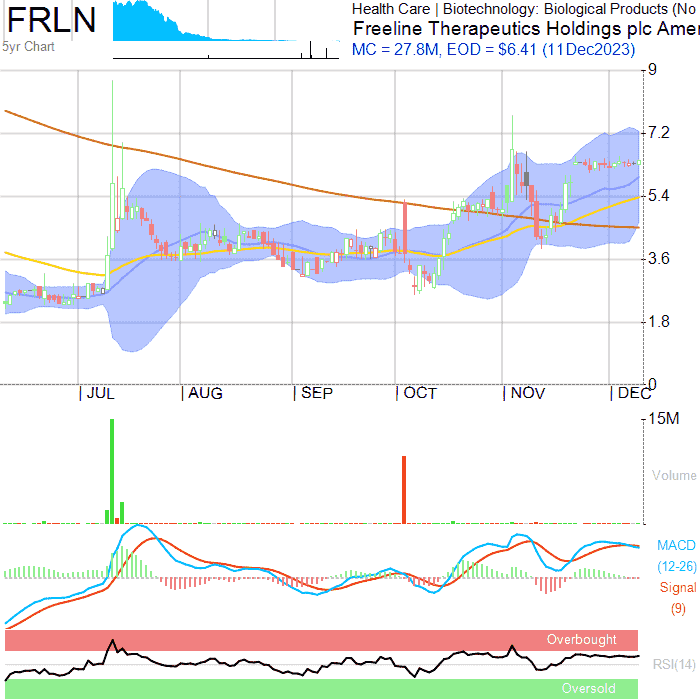 FRLN
5yr Chart
Health Care | Biotechnology: Biological Products (No
Freeline Therapeutics Holdings plc Amer
MC = 27.8M, EOD = $6.41 (11Dec2023)
9
7.2
5.4
3.6
1.8
0
JUL AUG SEP OCT NOV DEC
15M
Volume
MACD
(12-26)
Signal
(9)
Overbought
RSI(14)
Oversold